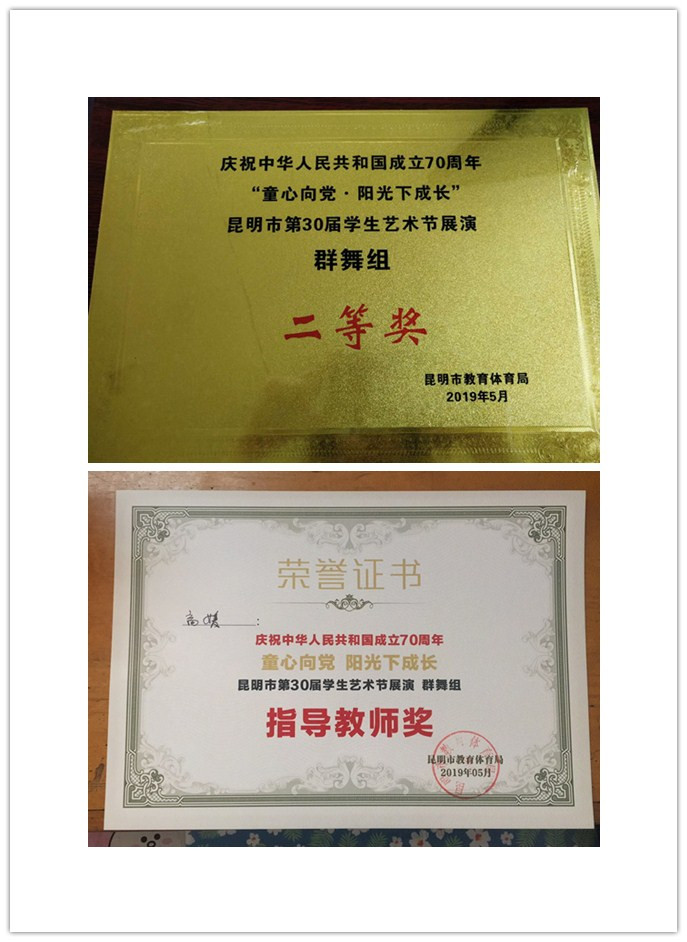 庆祝中华人民共和国成立70周年
“童心向党·阳光下成长”
昆明市第30届学生艺术节展演
群舞组
二等奖
昆明市教育体育局
2019年5月
荣誉证书
高媛：
庆祝中华人民共和国成立70周年
童心向党 阳光下成长
昆明市第30届学生艺术节展演 群舞组
指导教师奖
昆明市教育体育局
2019年05月